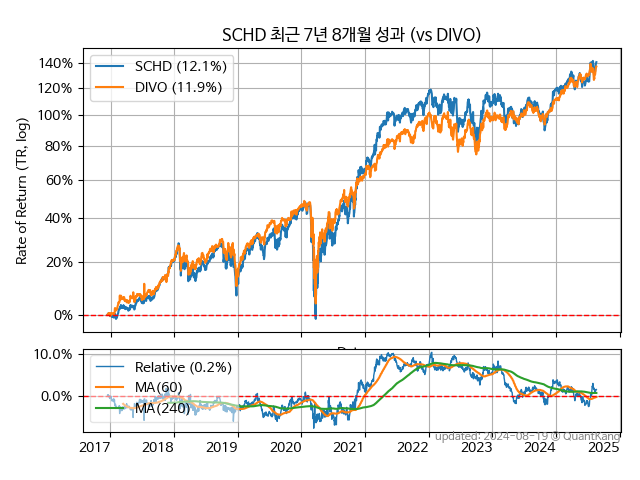 SCHD 최근 7년 8개월 성과 (vs DIVO)
Rate of Return (TR, log)
140%
120%
100%
80%
60%
40%
20%
0%
SCHD (12.1%)
DIVO (11.9%)
10.0%
0.0%
Relative (0.2%)
MA(60)
MA(240)
2017
2018
2019
2020
2021
2022
2023
2024
2025
updated: 2024-08-19 © QuantKang